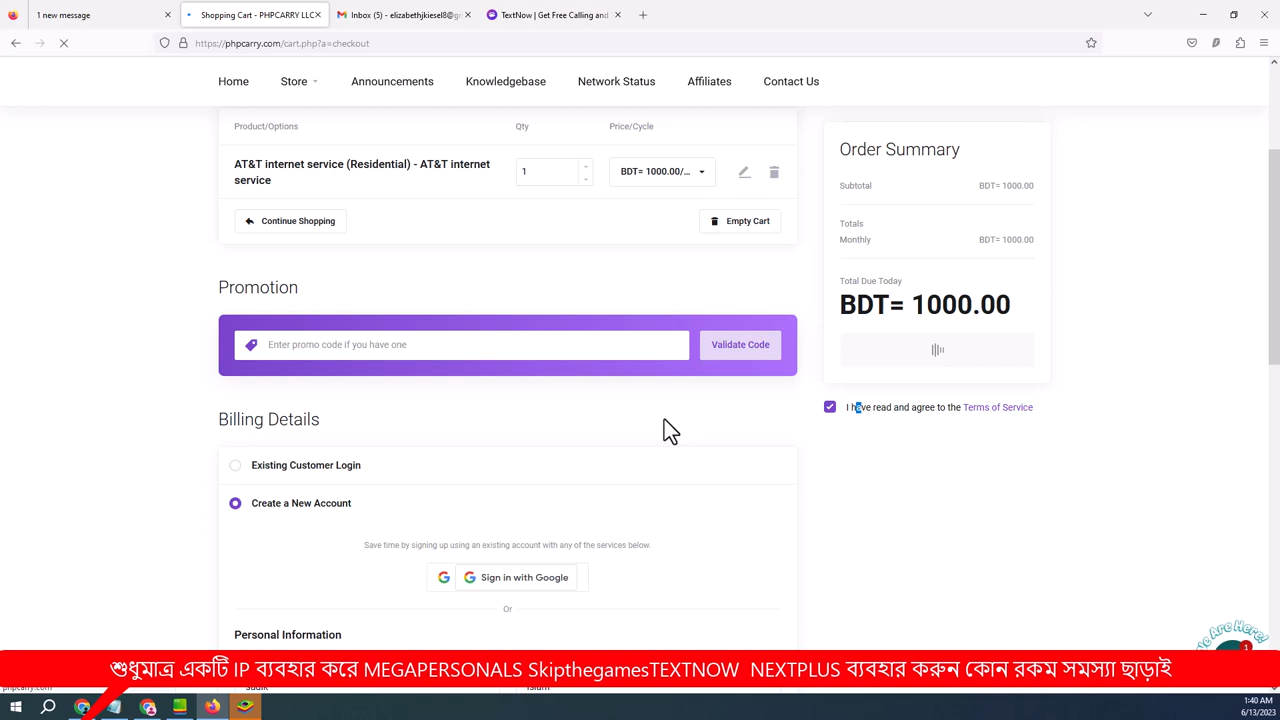 1 new message
Shopping Cart - PHPCARRY LLC
Inbox (5) - elizabethjkiesel8@g
TextNow | Get Free Calling and
https://phpcarry.com/cart.php?a=checkout
Home Store Announcements Knowledgebase Network Status Affiliates Contact Us
Product/Options Qty Price/Cycle
AT&T internet service (Residential) - AT&T internet
service
1
BDT= 1000.00/...
Continue Shopping
Empty Cart
Order Summary
Subtotal BDT= 1000.00
Totals
Monthly BDT= 1000.00
Total Due Today
BDT= 1000.00
I have read and agree to the Terms of Service
Promotion
Enter promo code if you have one
Validate Code
Billing Details
Existing Customer Login
Create a New Account
Save time by signing up using an existing account with any of the services below.
Sign in with Google
Or
Personal Information
We Are Here!
1
শুধুমাত্র একটি IP ব্যবহার করে MEGAPERSONALS SkipthegamesTEXTNOW NEXTPLUS ব্যবহার করুন কোন রকম সমস্যা ছাড়াই
1:40 AM
6/13/2023